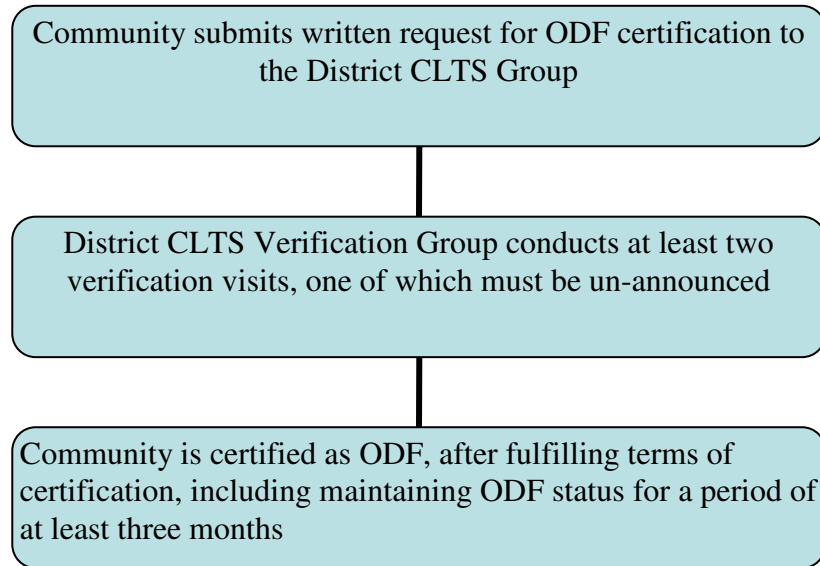 Community submits written request for ODF certification to
the District CLTS Group
District CLTS Verification Group conducts at least two
verification visits, one of which must be un-announced
Community is certified as ODF, after fulfilling terms of
certification, including maintaining ODF status for a period of
at least three months